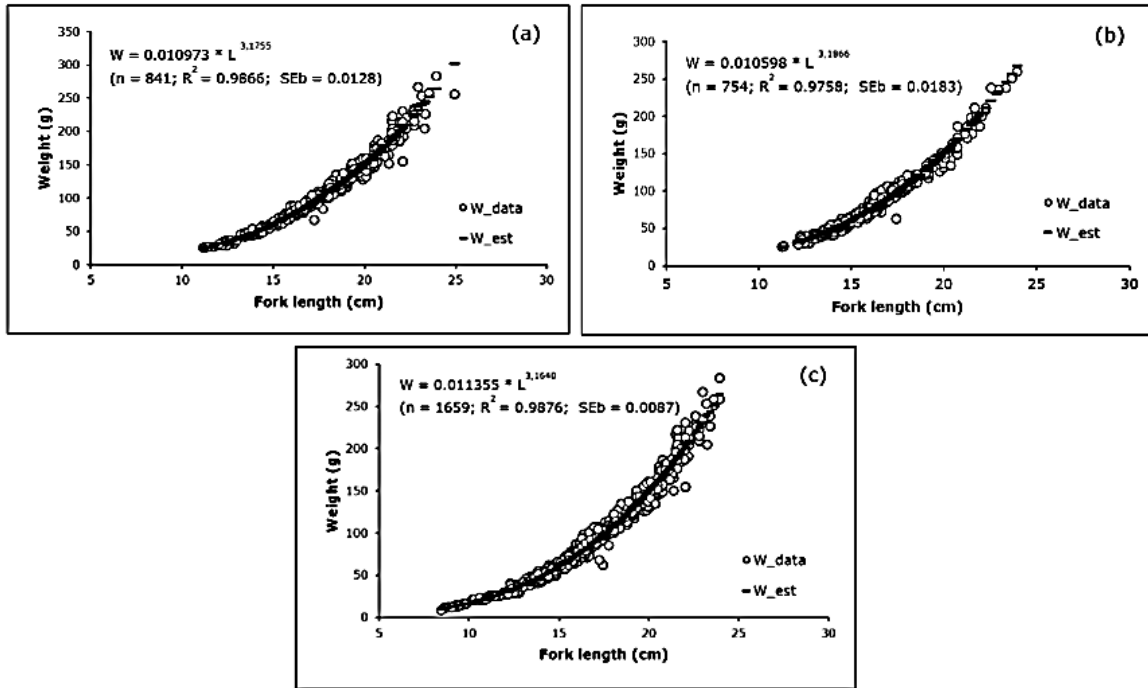 (a)
W = 0.010973 * L^3,1755
(n = 841; R^2 = 0.9866; SEb = 0.0128)
350
300
250
200
150
100
50
0
Weight (g)
W_data
W_est
5 10 15 20 25 30
Fork length (cm)
(b)
W = 0.010598 * L^3,1866
(n = 754; R^2 = 0.9758; SEb = 0.0183)
300
250
200
150
100
50
0
Weight (g)
W_data
W_est
5 10 15 20 25 30
Fork length (cm)
(c)
W = 0.011355 * L^3,1640
(n = 1659; R^2 = 0.9876; SEb = 0.0087)
300
250
200
150
100
50
0
Weight (g)
W_data
W_est
5 10 15 20 25 30
Fork length (cm)